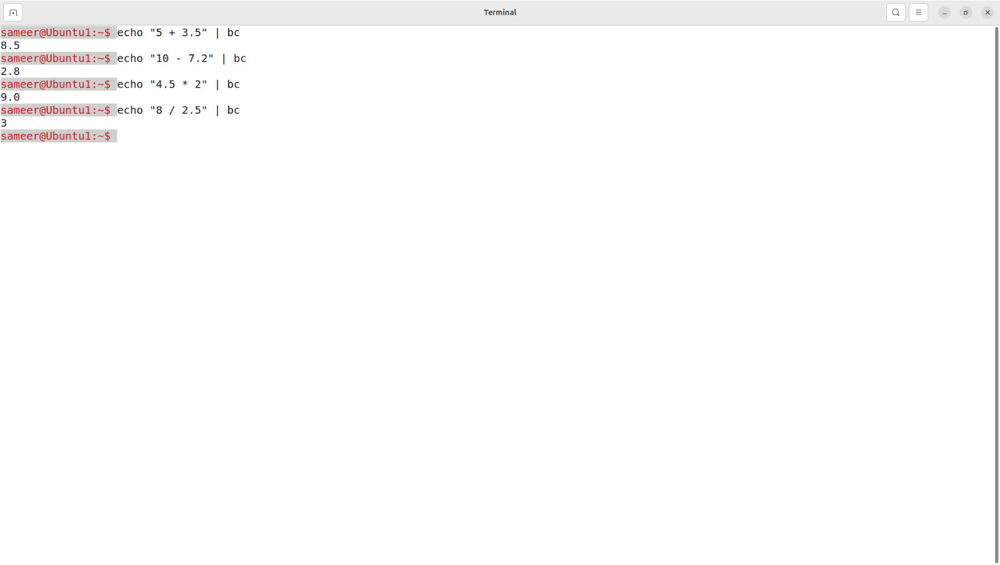 Terminal
sameer@Ubuntu1:~$ echo "5 + 3.5" | bc
8.5
sameer@Ubuntu1:~$ echo "10 - 7.2" | bc
2.8
sameer@Ubuntu1:~$ echo "4.5 * 2" | bc
9.0
sameer@Ubuntu1:~$ echo "8 / 2.5" | bc
3
sameer@Ubuntu1:~$